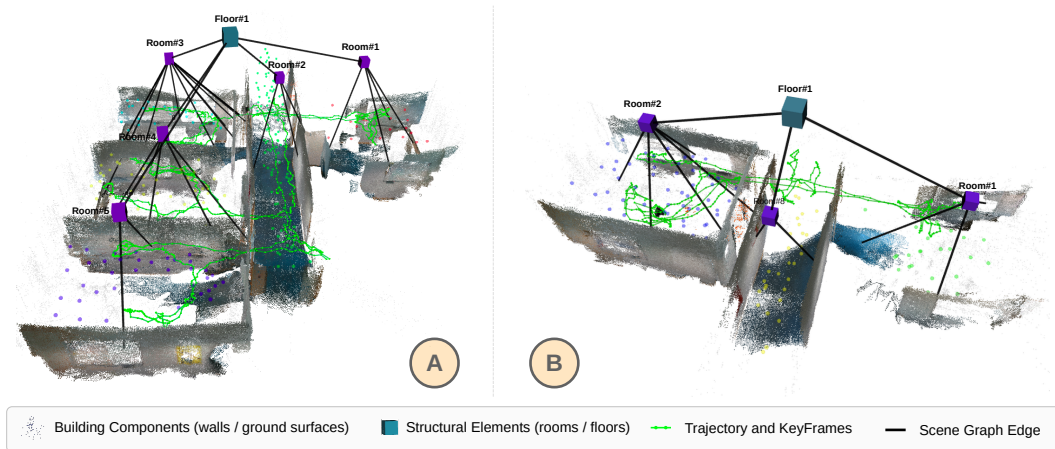 Floor#1
Room#3
Room#1
Room#2
Room#4
Room#5
A
Floor#1
Room#2
Room#1
B
Building Components (walls / ground surfaces)
Structural Elements (rooms / floors)
Trajectory and KeyFrames
Scene Graph Edge